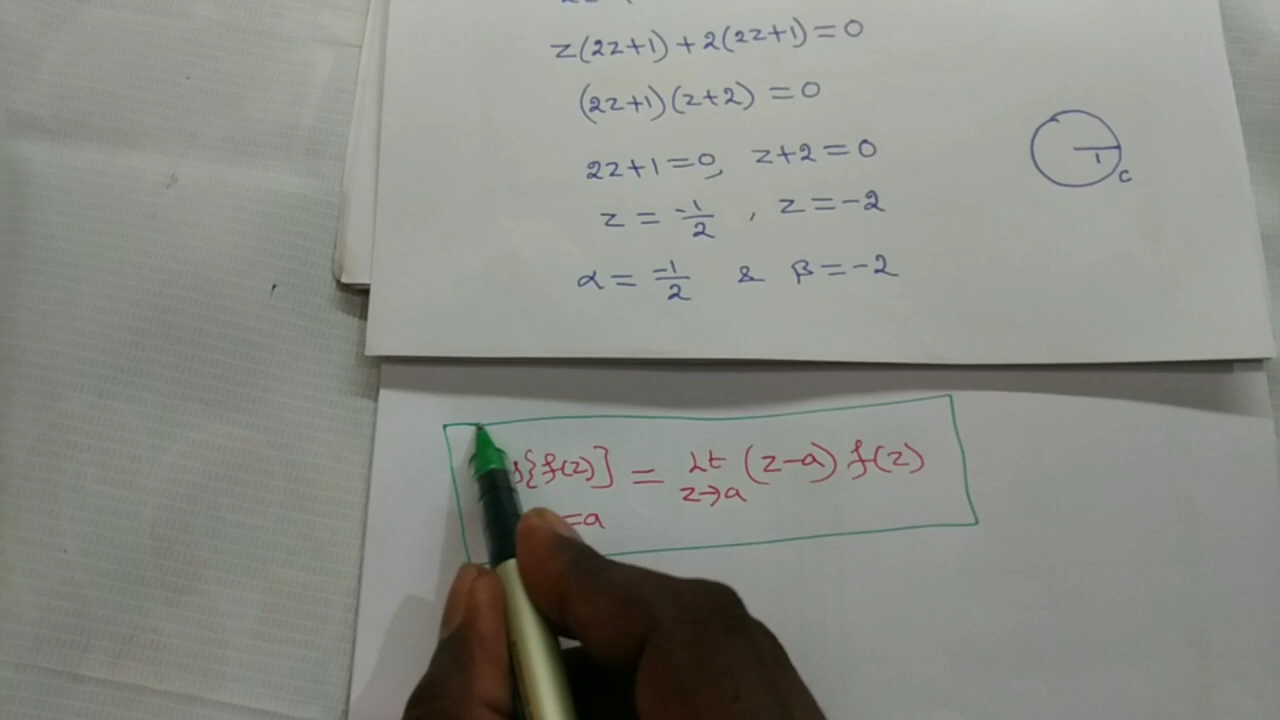 z(2z+1)+2(2z+1)=0
(2z+1)(z+2)=0
2z+1=0, z+2=0
z=-1/2, z=-2
α=-1/2 & β=-2
1
C
{f(z)] = Lt (z-a) f(z)
z→a
=a